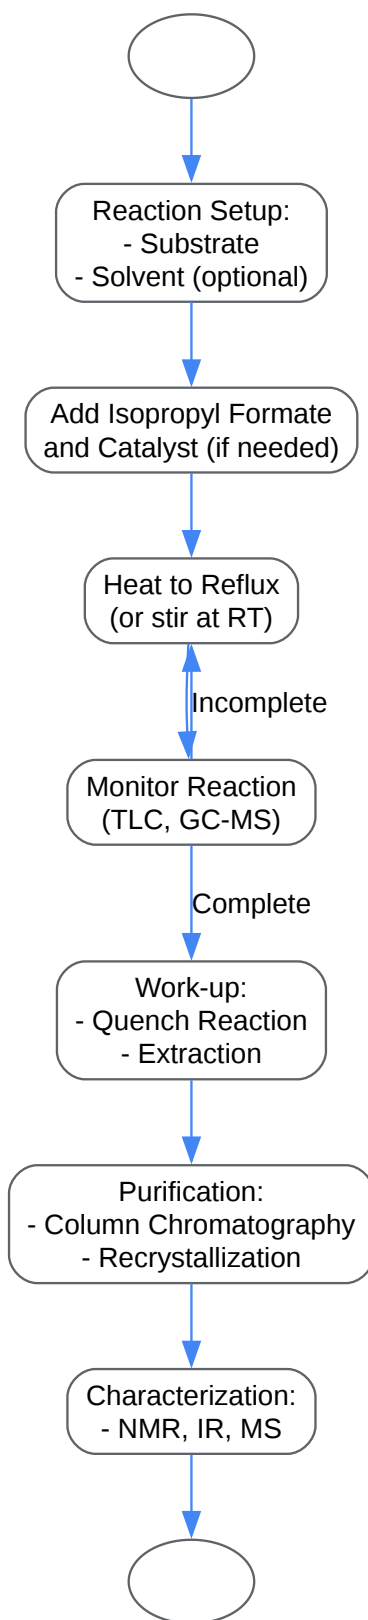 Reaction Setup:
- Substrate
- Solvent (optional)
Add Isopropyl Formate
and Catalyst (if needed)
Heat to Reflux
(or stir at RT)
Incomplete
Monitor Reaction
(TLC, GC-MS)
Complete
Work-up:
- Quench Reaction
- Extraction
Purification:
- Column Chromatography
- Recrystallization
Characterization:
- NMR, IR, MS